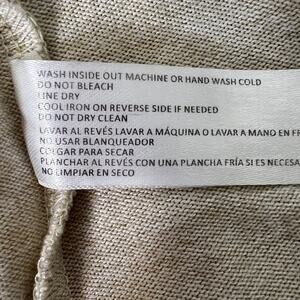 WASH INSIDE OUT MACHINE OR HAND WASH COLD
DO NOT BLEACH
LINE DRY
COOL IRON ON REVERSE SIDE IF NEEDED
DO NOT DRY CLEAN
LAVAR AL REVÉS LAVAR A MÁQUINA O LAVAR A MANO EN FR
NO USAR BLANQUEADOR
COLGAR PARA SECAR
PLANCHAR AL REVÉS CON UNA PLANCHA FRÍA SI ES NECESA
NO LIMPIAR EN SECO